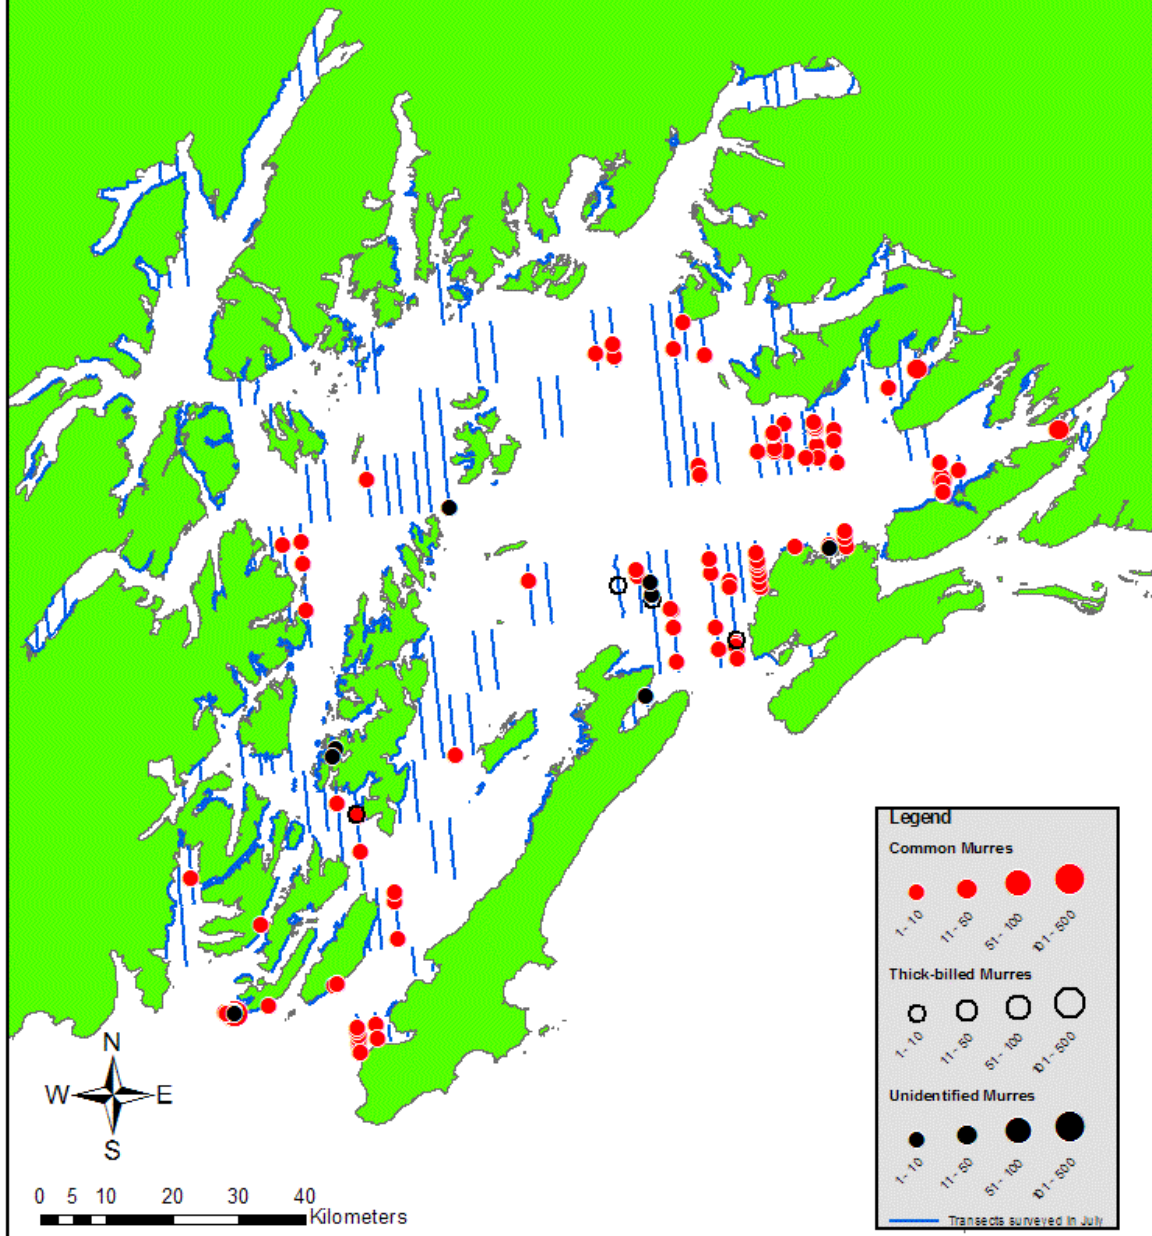 Legend
Common Murres
1 - 10 11 - 50 51 - 100 101 - 500
Thick-billed Murres
1 - 10 11 - 50 51 - 100 101 - 500
Unidentified Murres
1 - 10 11 - 50 51 - 100 101 - 500
Transects surveyed in July
N
W E
S
0 5 10 20 30 40
Kilometers